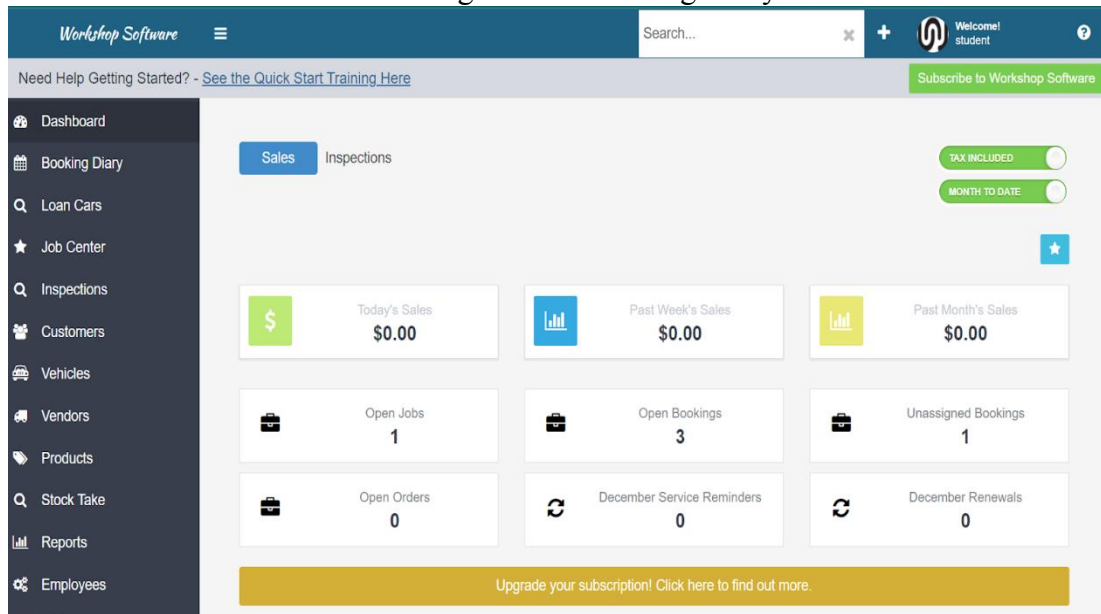 Workshop Software
Search...
Welcome!
student
Need Help Getting Started? - See the Quick Start Training Here
Subscribe to Workshop Software
Dashboard
Booking Diary
Loan Cars
Job Center
Inspections
Customers
Vehicles
Vendors
Products
Stock Take
Reports
Employees
Sales
Inspections
TAX INCLUDED
MONTH TO DATE
Today's Sales
$0.00
Past Week's Sales
$0.00
Past Month's Sales
$0.00
Open Jobs
1
Open Bookings
3
Unassigned Bookings
1
Open Orders
0
December Service Reminders
0
December Renewals
0
Upgrade your subscription! Click here to find out more.